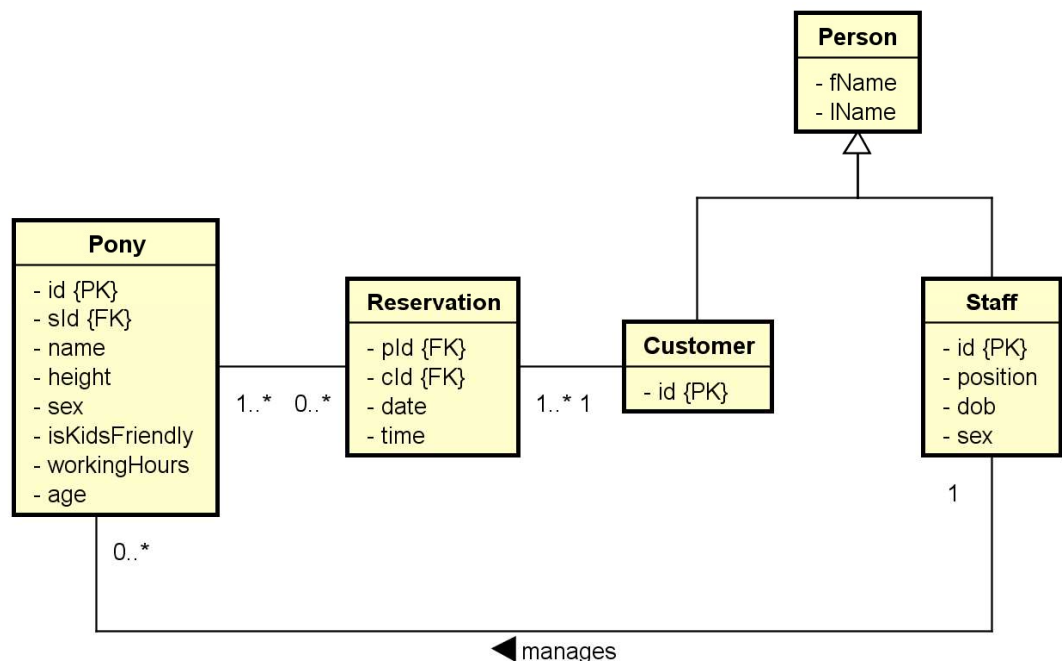 Person
- fName
- lName
Pony
- id {PK}
- sId {FK}
- name
- height
- sex
- isKidsFriendly
- workingHours
- age
Reservation
- pId {FK}
- cId {FK}
- date
- time
Customer
- id {PK}
Staff
- id {PK}
- position
- dob
- sex
1..* 0..*
1..* 1
1
0..*
manages